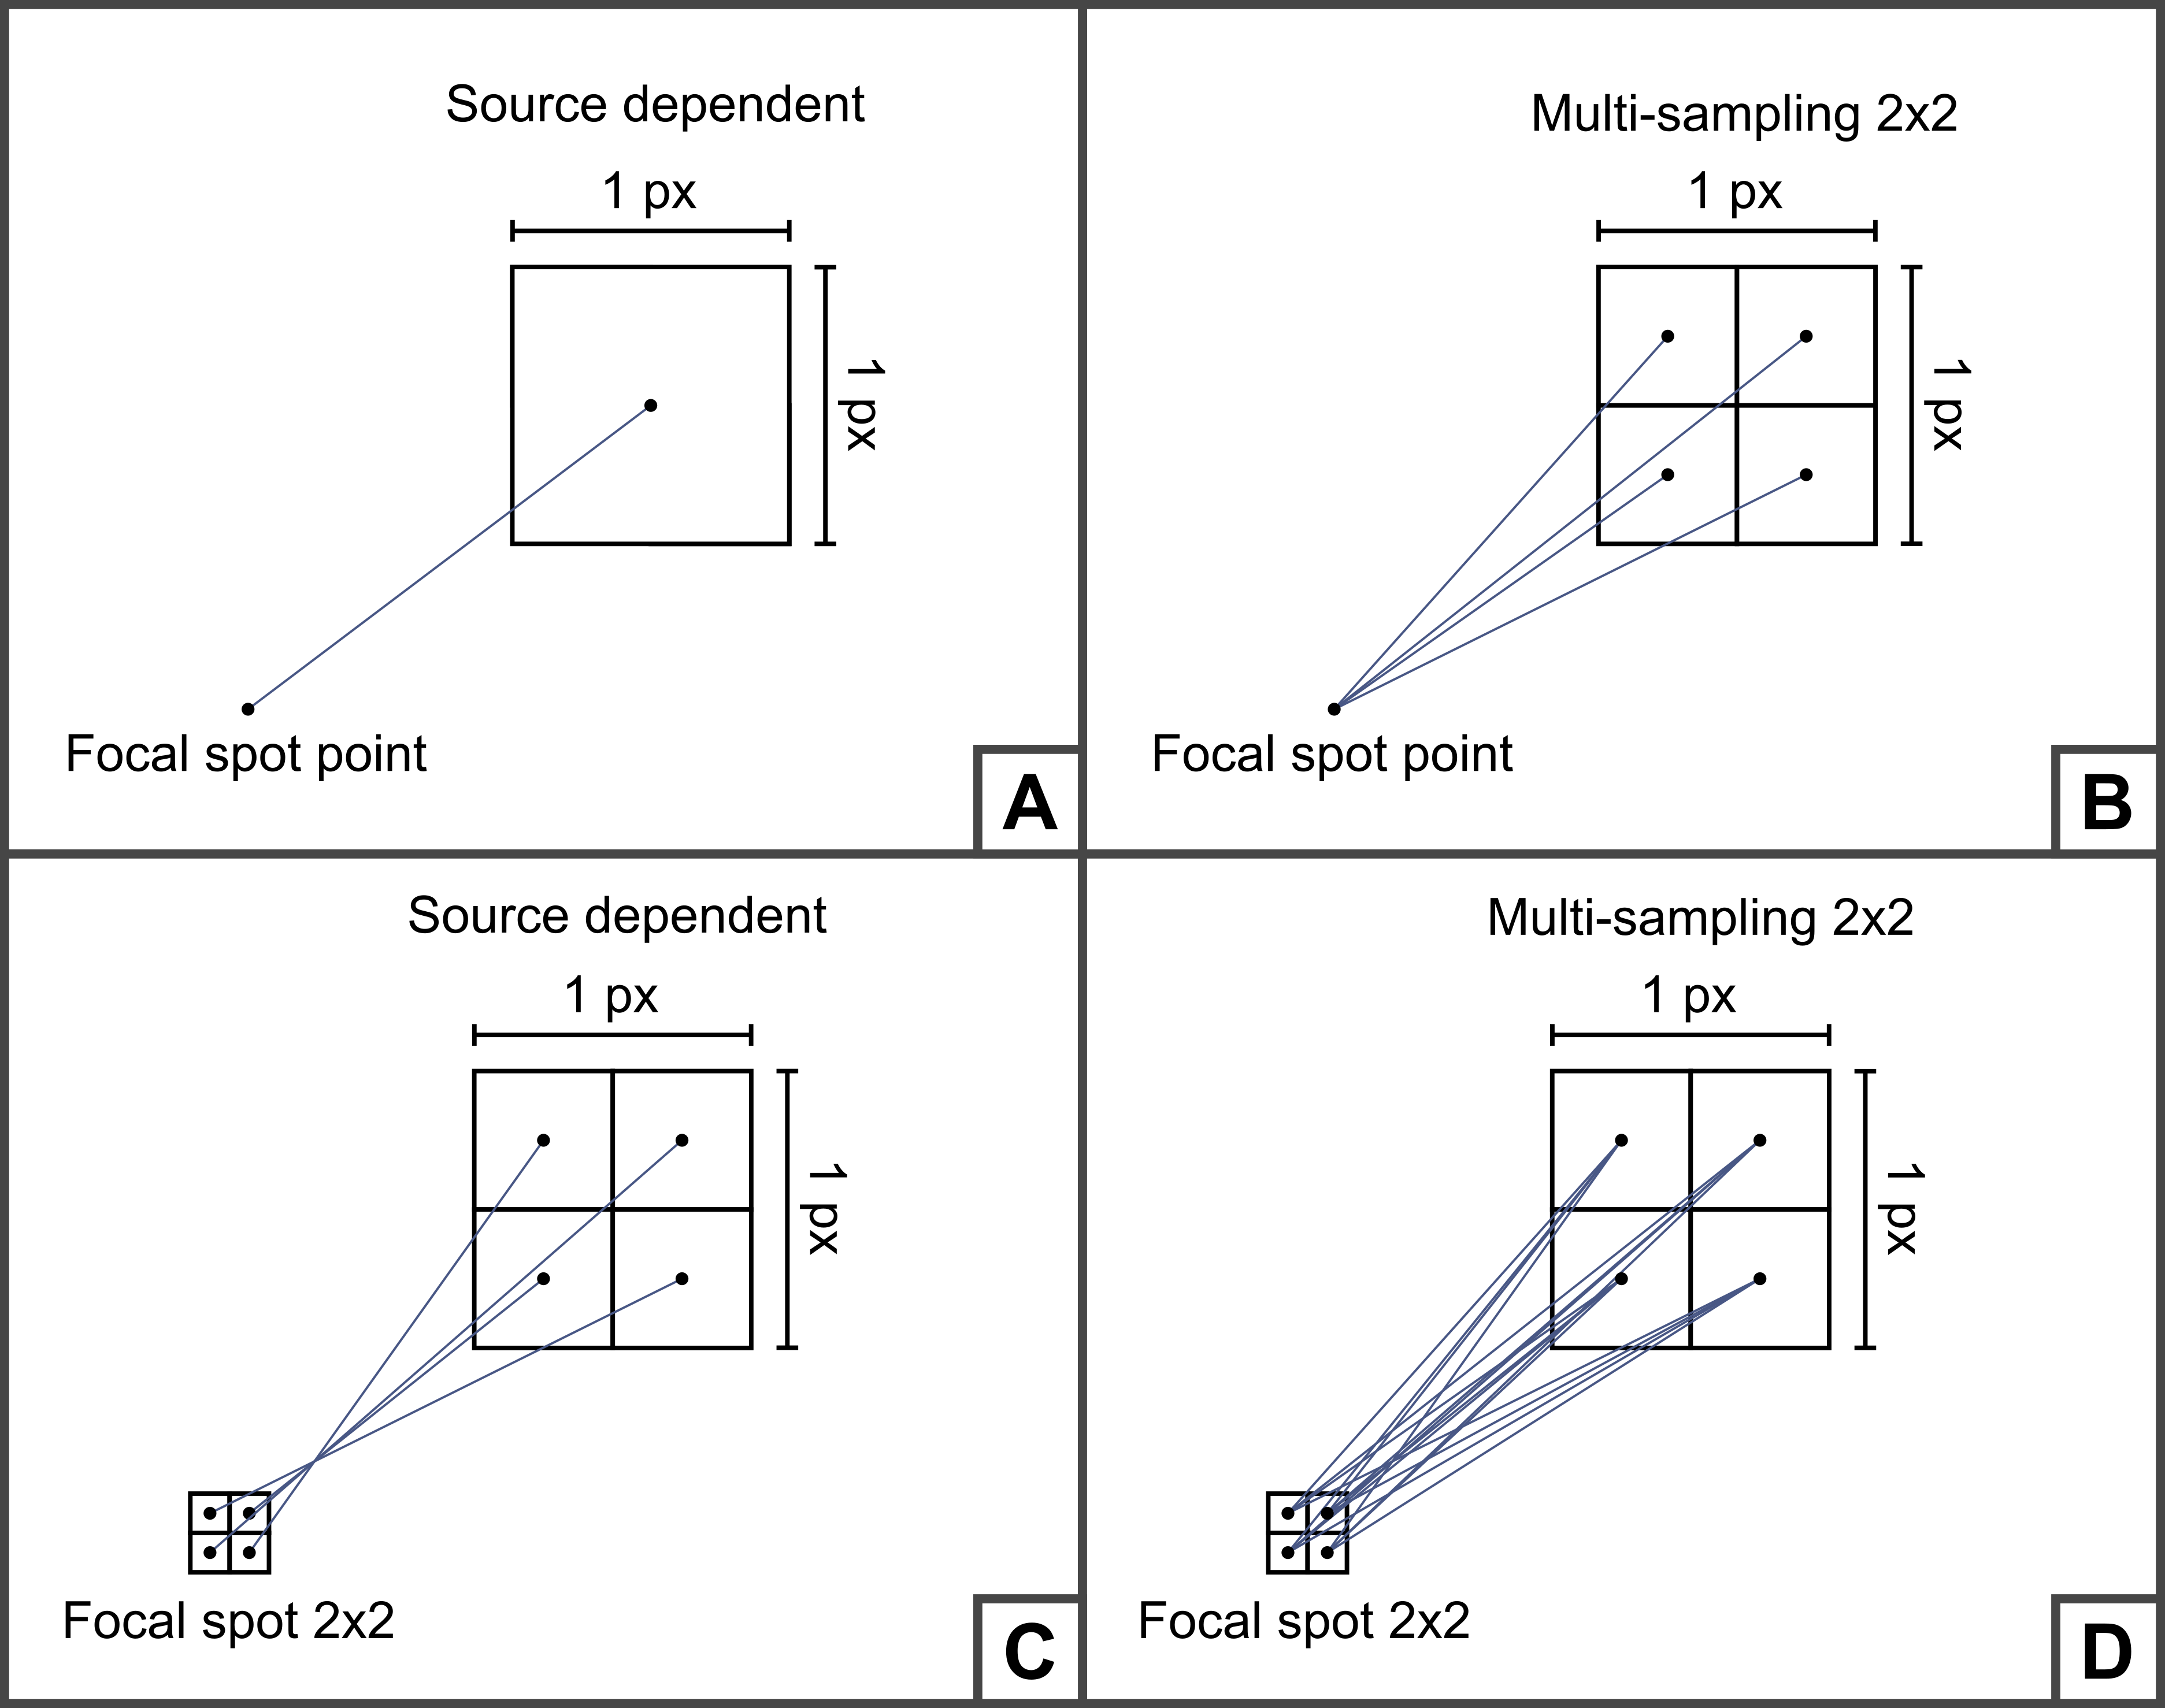 Source dependent
1 px
1 px
Focal spot point
A
Multi-sampling 2x2
1 px
1 px
Focal spot point
B
Source dependent
1 px
1 px
Focal spot 2x2
C
Multi-sampling 2x2
1 px
1 px
Focal spot 2x2
D